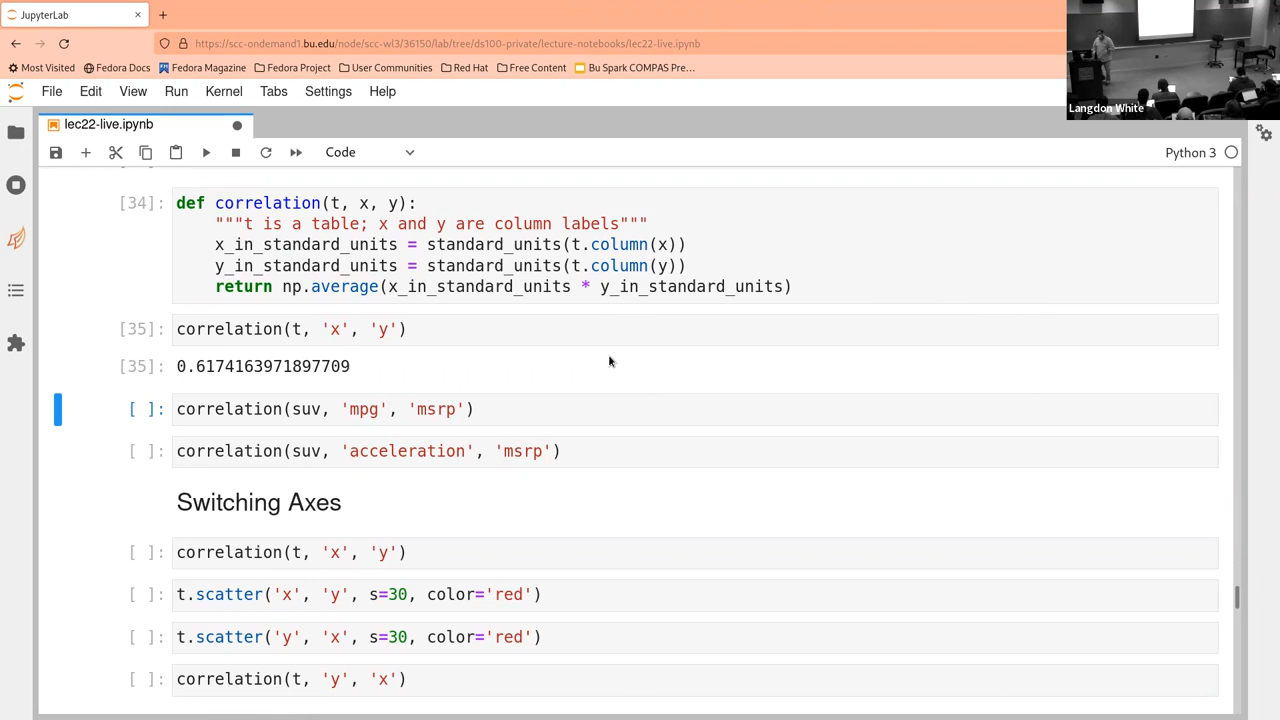 JupyterLab
https://scc-ondemand1.bu.edu/node/scc-wl3/36150/lab/tree/ds100-private/lecture-notebooks/lec22-live.ipynb
Most Visited Fedora Docs Fedora Magazine Fedora Project User Communities Red Hat Free Content Bu Spark COMPAS Pre…
Langdon White
File Edit View Run Kernel Tabs Settings Help
lec22-live.ipynb
Code Python 3
[34]: def correlation(t, x, y):
"""t is a table; x and y are column labels"""
x_in_standard_units = standard_units(t.column(x))
y_in_standard_units = standard_units(t.column(y))
return np.average(x_in_standard_units * y_in_standard_units)
[35]: correlation(t, 'x', 'y')
[35]: 0.6174163971897709
[ ]: correlation(suv, 'mpg', 'msrp')
[ ]: correlation(suv, 'acceleration', 'msrp')
Switching Axes
[ ]: correlation(t, 'x', 'y')
[ ]: t.scatter('x', 'y', s=30, color='red')
[ ]: t.scatter('y', 'x', s=30, color='red')
[ ]: correlation(t, 'y', 'x')